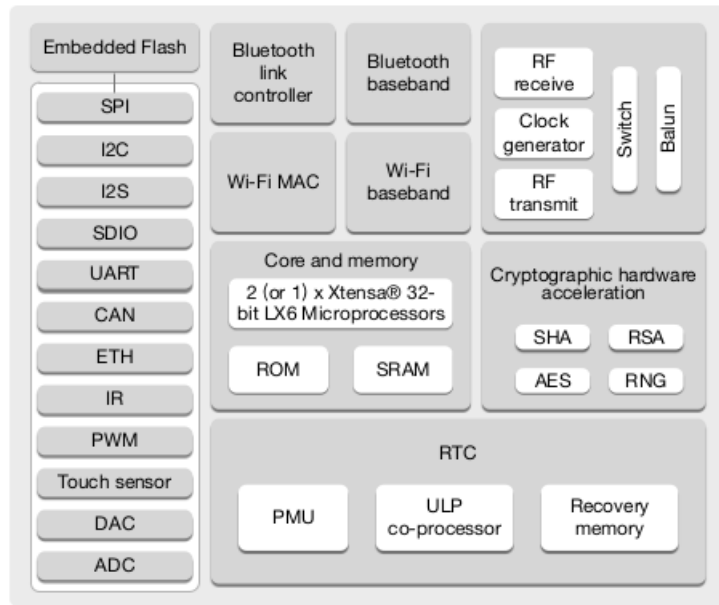 Embedded Flash
SPI
I2C
I2S
SDIO
UART
CAN
ETH
IR
PWM
Touch sensor
DAC
ADC
Bluetooth
link
controller
Bluetooth
baseband
Wi-Fi MAC
Wi-Fi
baseband
RF
receive
Clock
generator
RF
transmit
Switch
Balun
Core and memory
2 (or 1) x Xtensa® 32-
bit LX6 Microprocessors
ROM
SRAM
Cryptographic hardware
acceleration
SHA
RSA
AES
RNG
RTC
PMU
ULP
co-processor
Recovery
memory